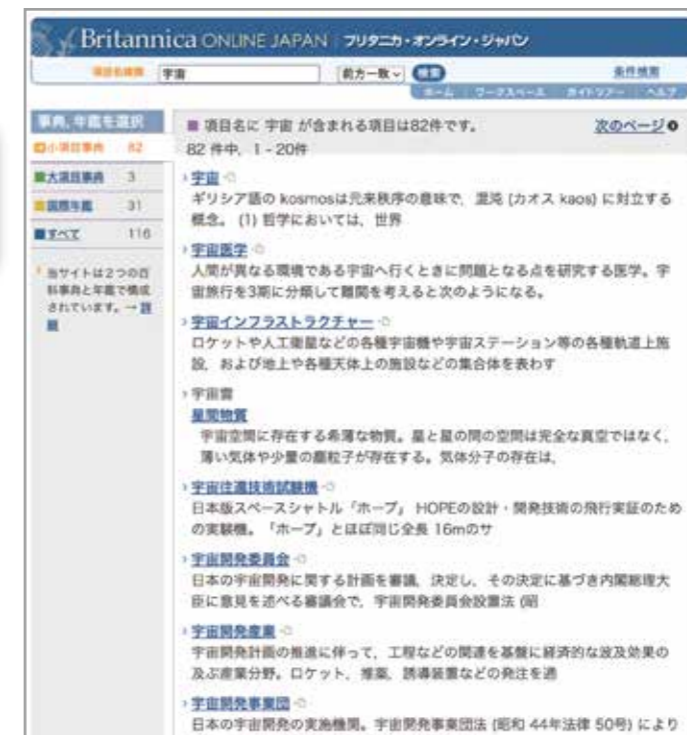 Britannica ONLINE JAPAN ブリタニカ・オンライン・ジャパン
項目名検索 宇宙 前方一致 検索 条件検索
ホーム ワークスペース ガイドツアー ヘルプ
事典、年鑑を選択
小項目事典 82
大項目事典 3
国際年鑑 31
すべて 116
当サイトは2つの百
科事典と年鑑で構成
されています。→詳
細
■ 項目名に 宇宙 が含まれる項目は82件です。 次のページ
82 件中、1 - 20件
宇宙
ギリシア語の kosmosは元来秩序の意味で、混沌 (カオス kaos) に対立する
概念。 (1) 哲学においては、世界
宇宙医学
人間が異なる環境である宇宙へ行くときに問題となる点を研究する医学。宇
宙旅行を3期に分類して難関を考えると次のようになる。
宇宙インフラストラクチャー
ロケットや人工衛星などの各種宇宙機や宇宙ステーション等の各種軌道上施
設、および地上や各種天体上の施設などの集合体を表わす
宇宙雲
星間物質
宇宙空間に存在する希薄な物質。星と星の間の空間は完全な真空ではなく、
薄い気体や少量の塵粒子が存在する。気体分子の存在は、
宇宙往還技術試験機
日本版スペースシャトル「ホープ」 HOPEの設計・開発技術の飛行実証のため
の実験機。「ホープ」とほぼ同じ全長 16mのサ
宇宙開発委員会
日本の宇宙開発に関する計画を審議、決定し、その決定に基づき内閣総理大
臣に意見を述べる審議会で、宇宙開発委員会設置法 (昭
宇宙開発産業
宇宙開発計画の推進に伴って、工程などの関連を基盤に経済的な波及効果の
及ぶ産業分野。ロケット、推薬、誘導装置などの発注を通
宇宙開発事業団
日本の宇宙開発の実施機関。宇宙開発事業団法 (昭和 44年法律 50号) により